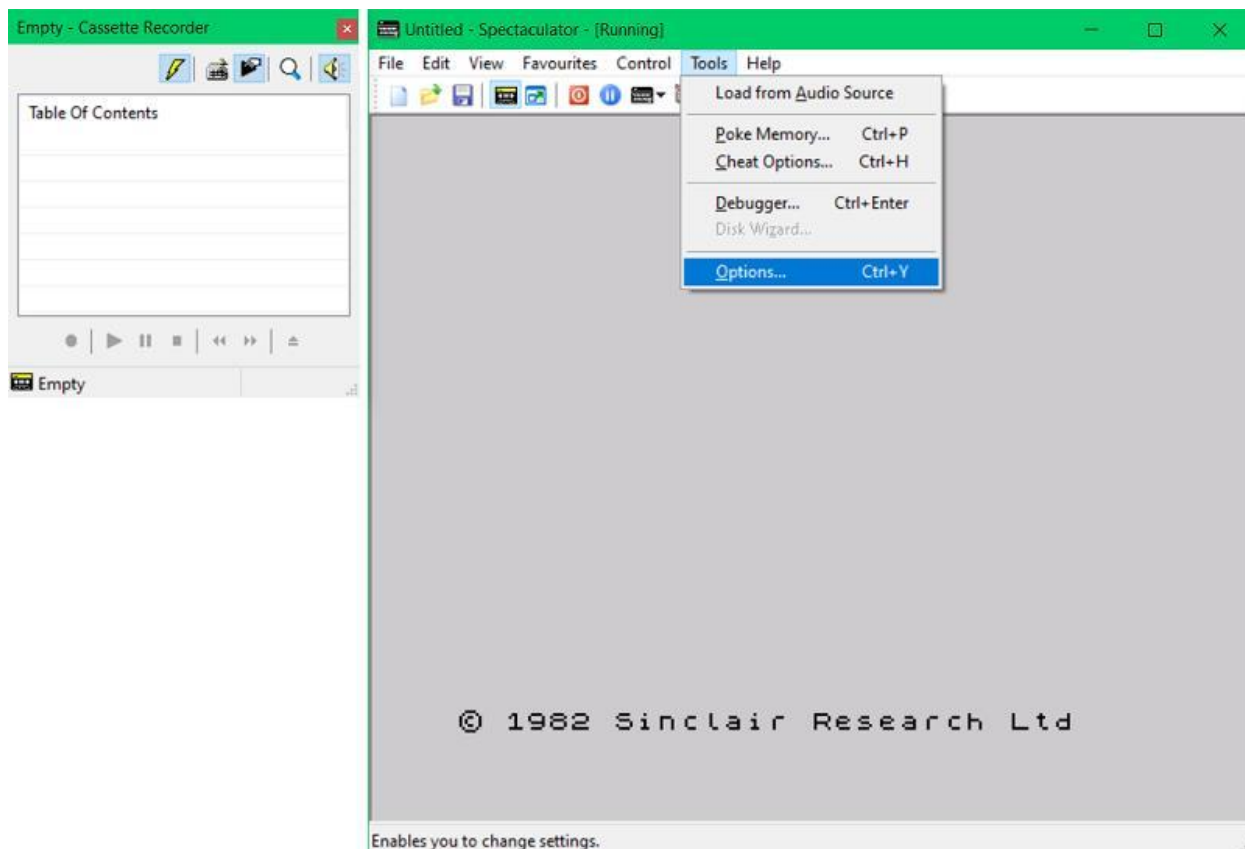 Empty - Cassette Recorder
Table Of Contents
Empty
Untitled - Spectaculator - [Running]
File Edit View Favourites Control Tools Help
Load from Audio Source
Poke Memory... Ctrl+P
Cheat Options... Ctrl+H
Debugger... Ctrl+Enter
Disk Wizard...
Options... Ctrl+Y
© 1982 Sinclair Research Ltd
Enables you to change settings.